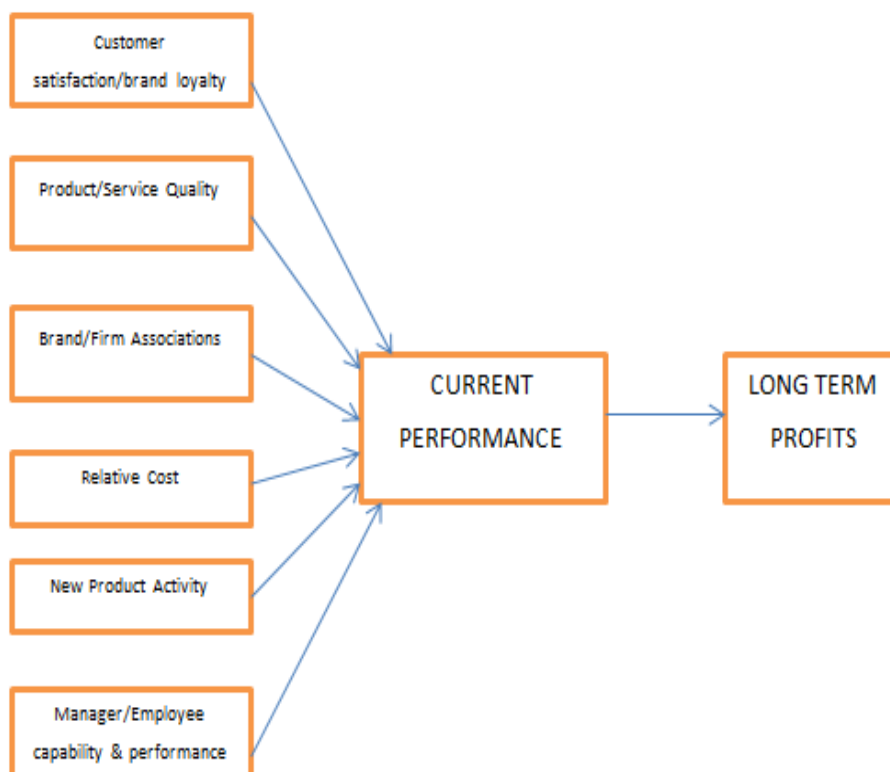 Customer
satisfaction/brand loyalty
Product/Service Quality
Brand/Firm Associations
Relative Cost
New Product Activity
Manager/Employee
capability & performance
CURRENT
PERFORMANCE
LONG TERM
PROFITS